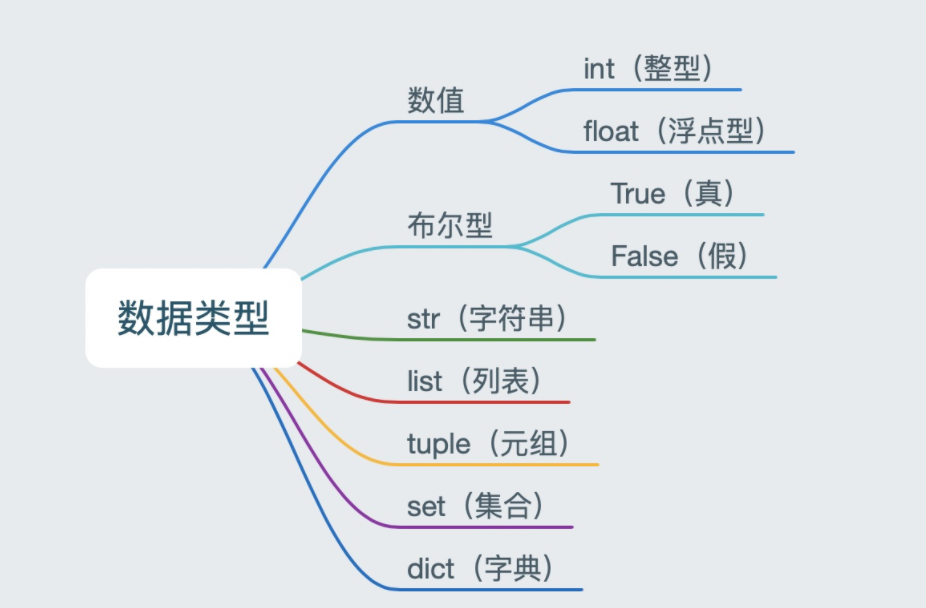 数据类型
数值
int（整型）
float（浮点型）
布尔型
True（真）
False（假）
str（字符串）
list（列表）
tuple（元组）
set（集合）
dict（字典）